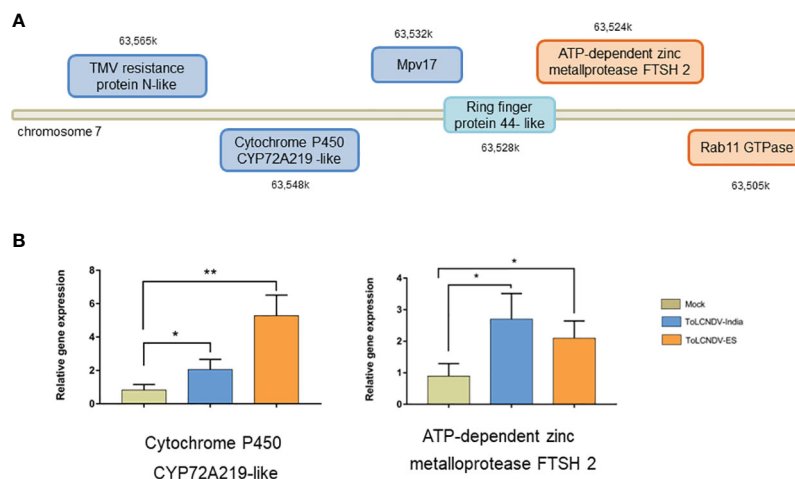 A
63,565k
TMV resistance
protein N-like
63,532k
Mpv17
63,524k
ATP-dependent zinc
metallprotease FTSH 2
chromosome 7
Ring finger
protein 44- like
63,528k
Cytochrome P450
CYP72A219 -like
63,548k
Rab11 GTPase
63,505k
B
Relative gene expression
8
6
4
2
0
*
**
Cytochrome P450
CYP72A219-like
Relative gene expression
4
3
2
1
0
*
*
ATP-dependent zinc
metalloprotease FTSH 2
Mock
ToLCNDV-India
ToLCNDV-ES